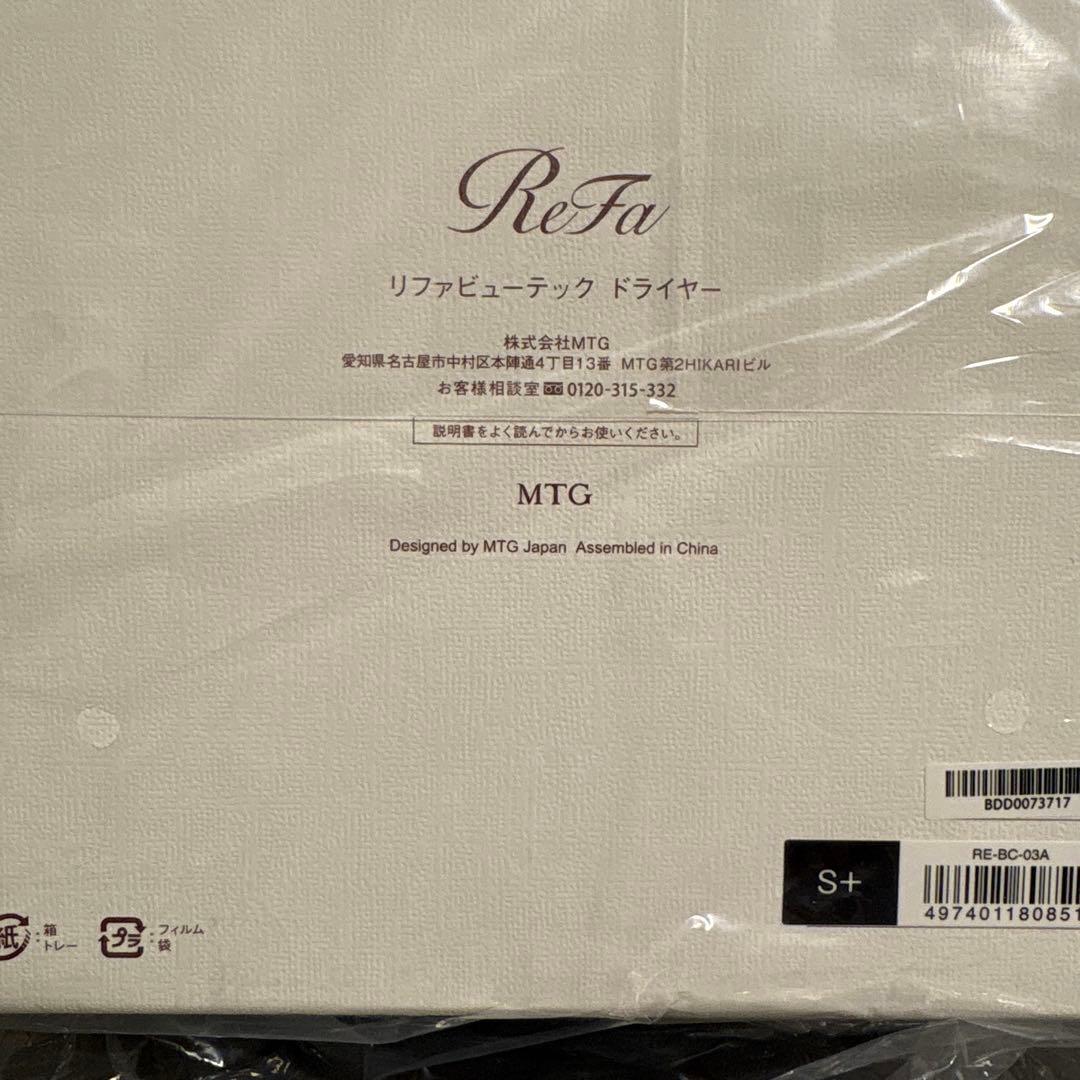 ReFa
リファビューテック ドライヤー
株式会社MTG
愛知県名古屋市中村区本陣通4丁目13番 MTG第2HIKARIビル
お客様相談室 0120-315-332
説明書をよく読んでからお使いください。
MTG
Designed by MTG Japan Assembled in China
BDD0073717
RE-BC-03A
S+
497401180851
紙 : 箱 トレー
プラ : フィルム 袋